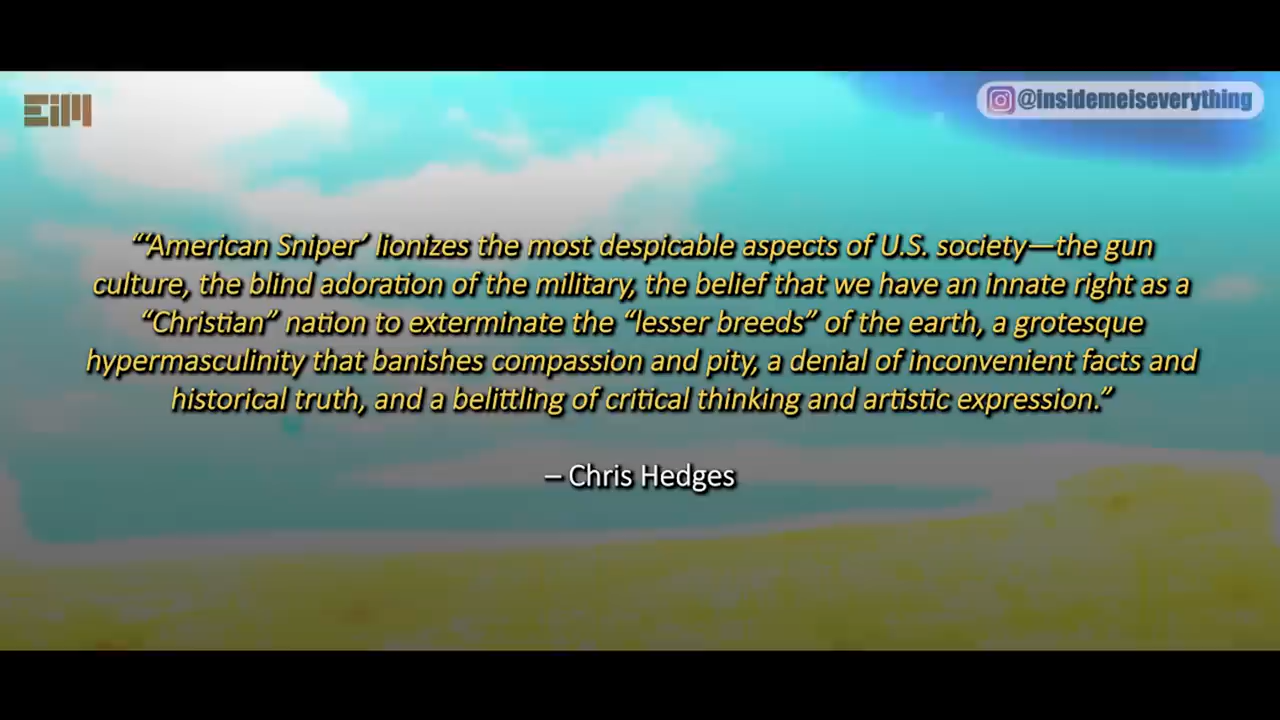 EiM
@insidemeiseverything
“‘American Sniper’ lionizes the most despicable aspects of U.S. society—the gun
culture, the blind adoration of the military, the belief that we have an innate right as a
“Christian” nation to exterminate the “lesser breeds” of the earth, a grotesque
hypermasculinity that banishes compassion and pity, a denial of inconvenient facts and
historical truth, and a belittling of critical thinking and artistic expression.”
– Chris Hedges